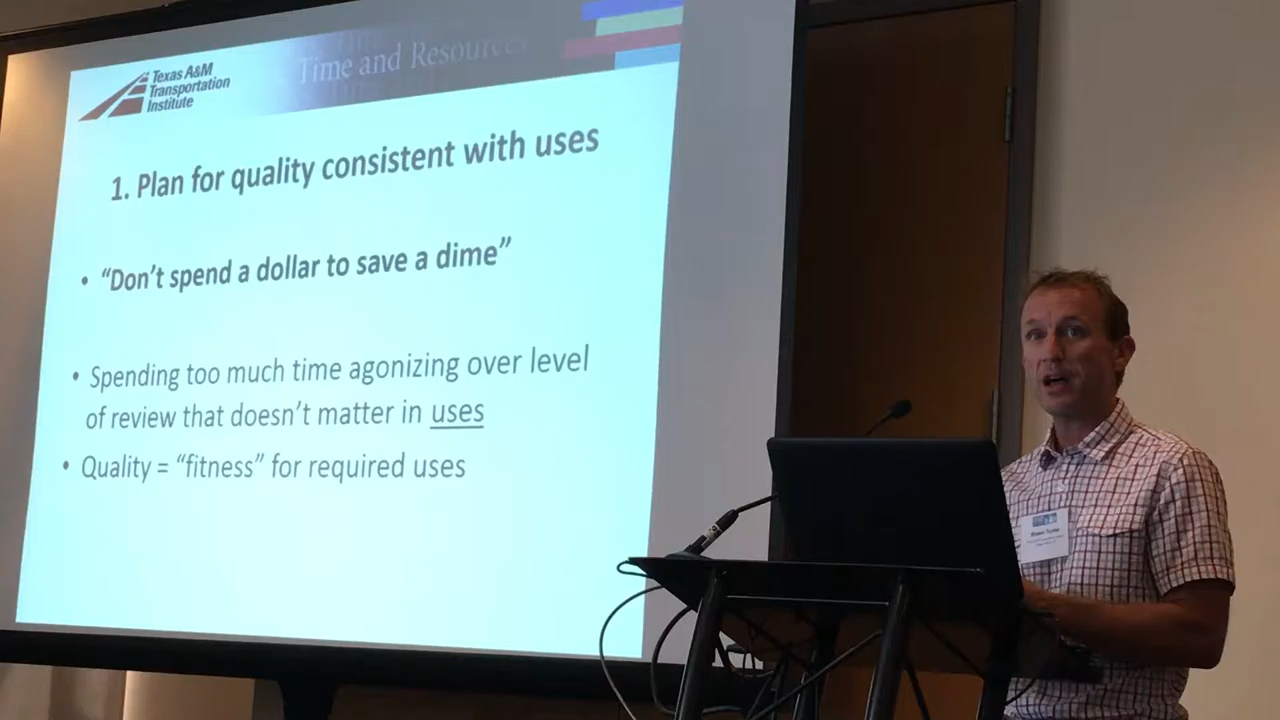 Texas A&M
Transportation
Institute
Time and Resources
1. Plan for quality consistent with uses
• “Don’t spend a dollar to save a dime”
• Spending too much time agonizing over level
of review that doesn’t matter in uses
• Quality = “fitness” for required uses